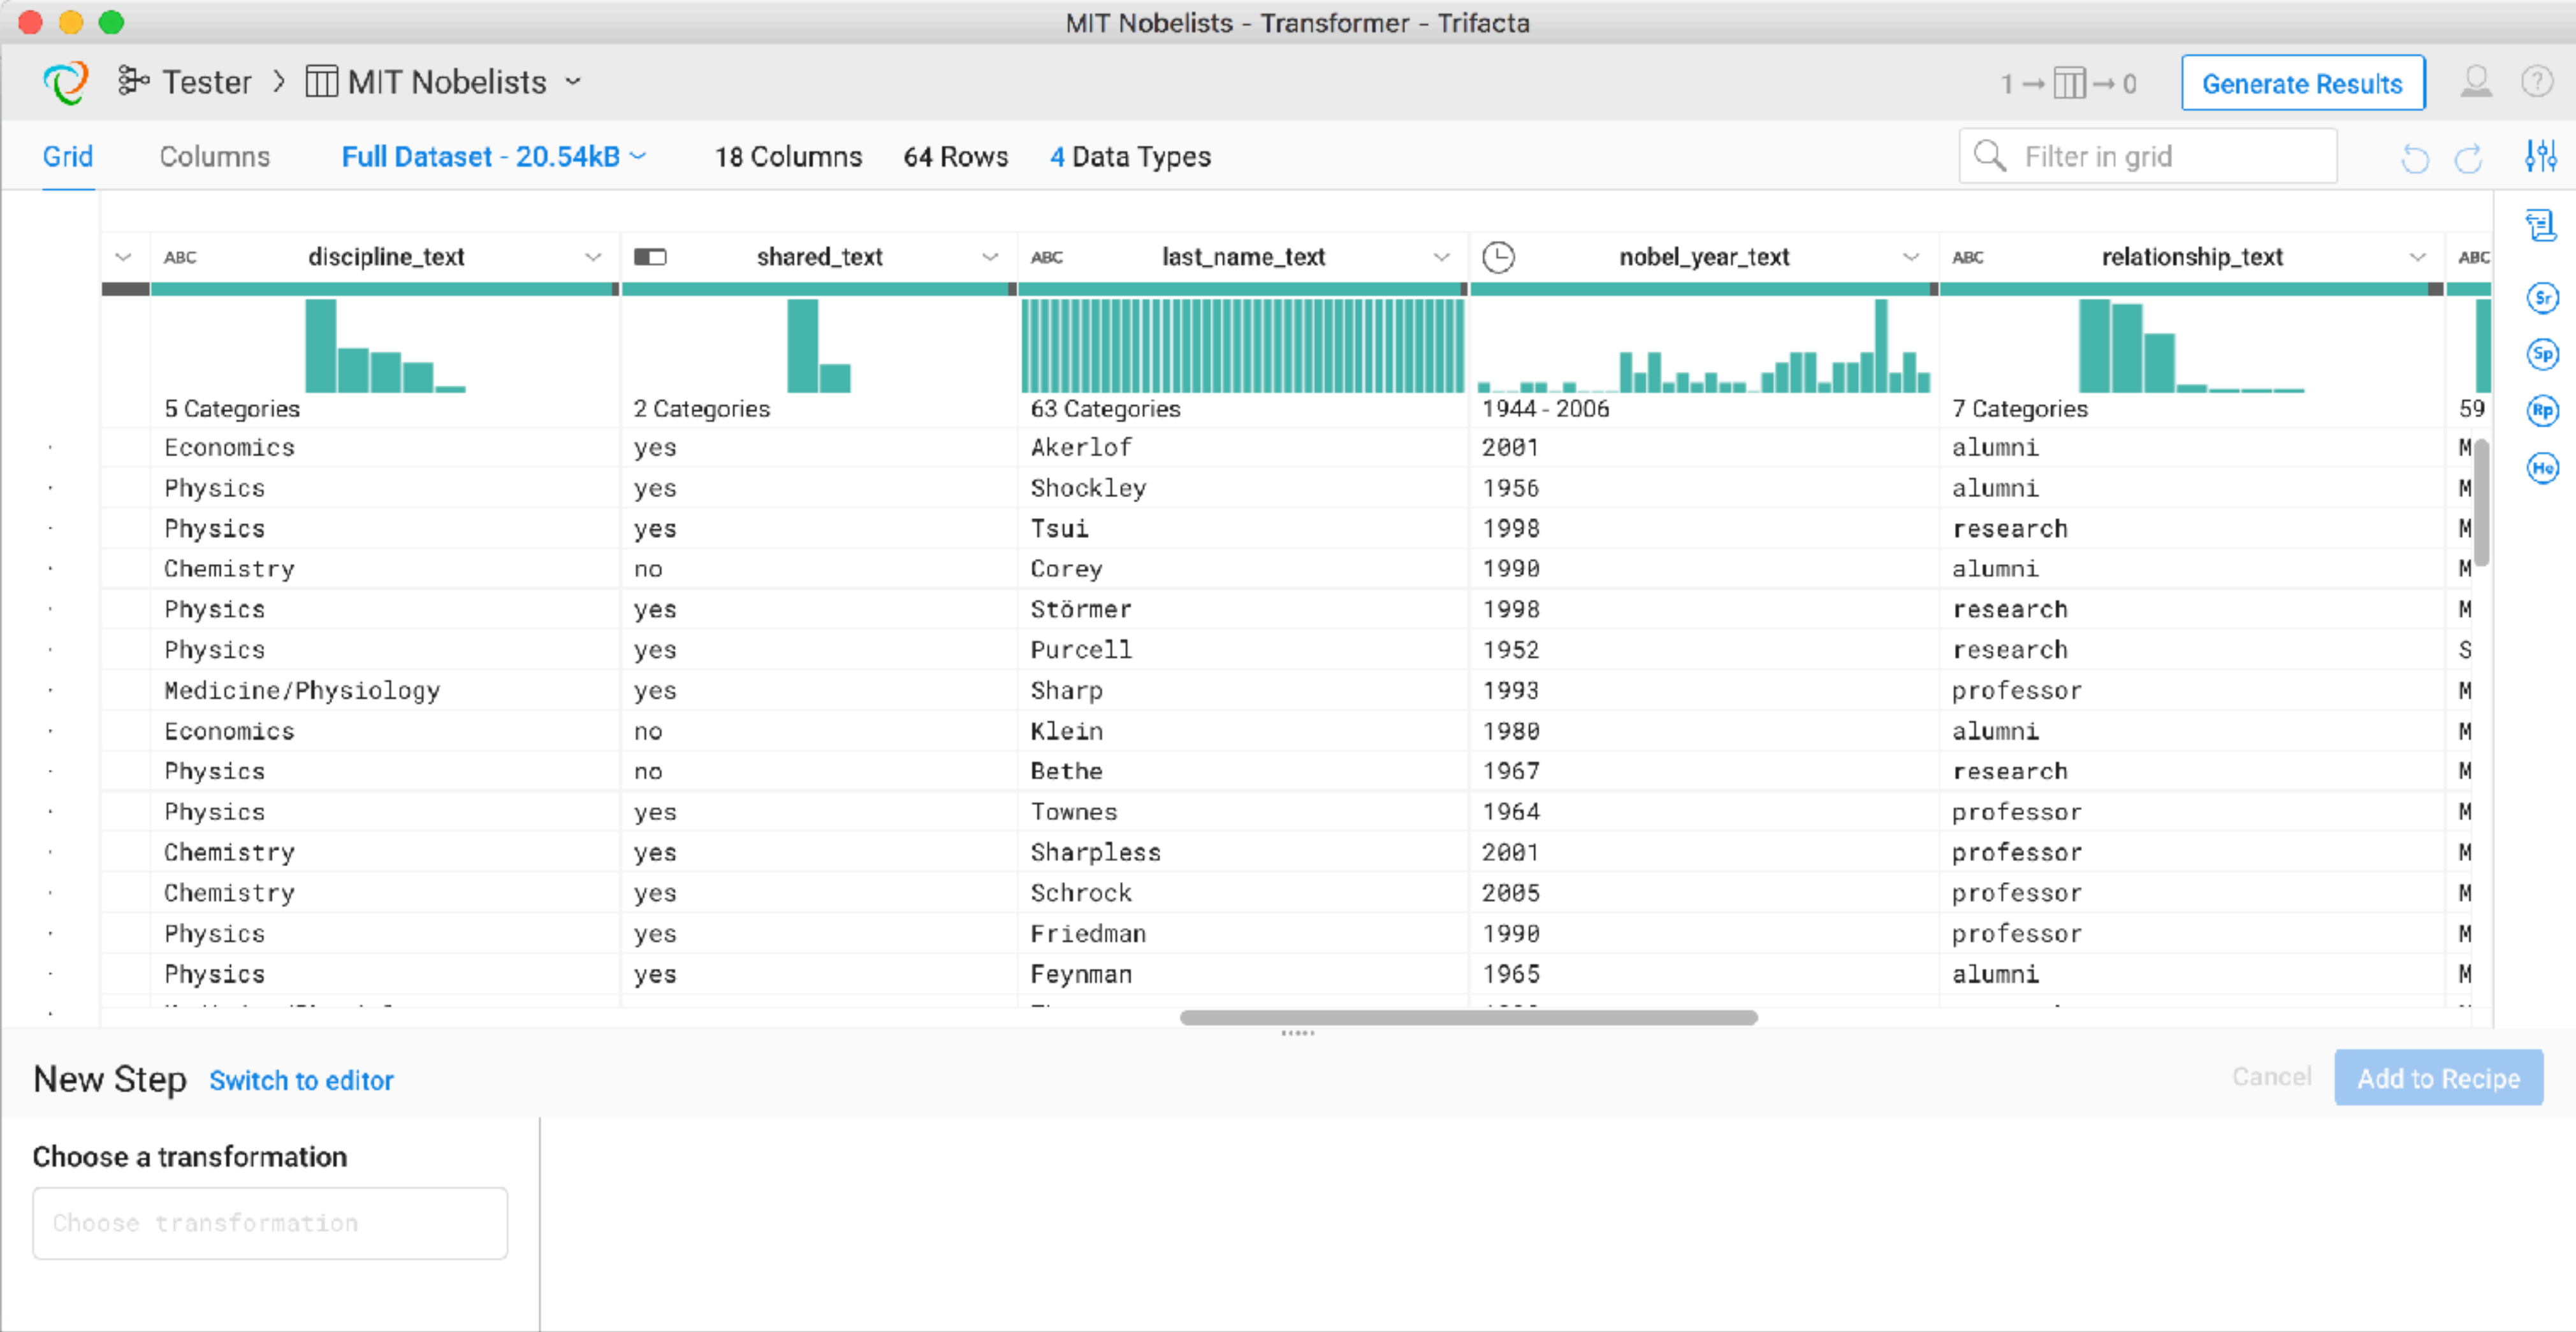 MIT Nobelists - Transformer - Trifacta
Tester > MIT Nobelists
1 → → 0
Generate Results
?
Grid Columns Full Dataset - 20.54kB 18 Columns 64 Rows 4 Data Types
Filter in grid
ABC discipline_text shared_text ABC last_name_text nobel_year_text ABC relationship_text ABC
5 Categories 2 Categories 63 Categories 1944 - 2006 7 Categories 59
Economics yes Akerlof 2001 alumni M
Physics yes Shockley 1956 alumni M
Physics yes Tsui 1998 research M
Chemistry no Corey 1990 alumni M
Physics yes Störmer 1998 research M
Physics yes Purcell 1952 research S
Medicine/Physiology yes Sharp 1993 professor M
Economics no Klein 1980 alumni M
Physics no Bethe 1967 research M
Physics yes Townes 1964 professor M
Chemistry yes Sharpless 2001 professor M
Chemistry yes Schrock 2005 professor M
Physics yes Friedman 1990 professor M
Physics yes Feynman 1965 alumni M
Sr
Sp
Rp
He
New Step Switch to editor
Cancel Add to Recipe
Choose a transformation
Choose transformation